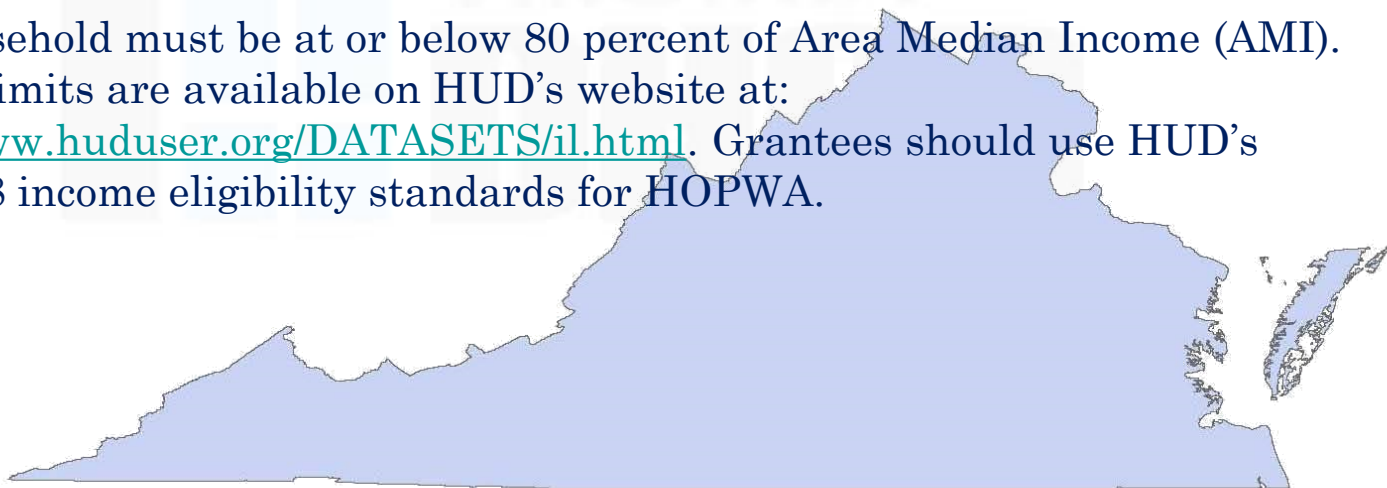 sehold must be at or below 80 percent of Area Median Income (AMI).
imits are available on HUD’s website at:
w.huduser.org/DATASETS/il.html. Grantees should use HUD’s
income eligibility standards for HOPWA.